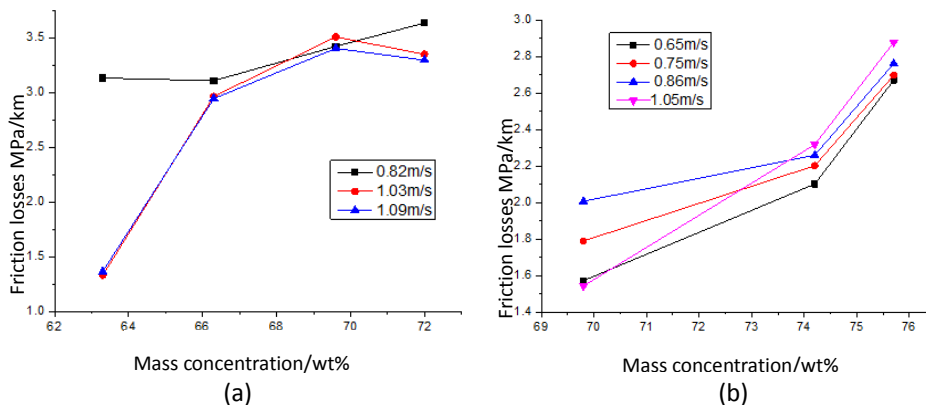 Friction losses MPa/km
3.5
3.0
2.5
2.0
1.5
1.0
0.82m/s
1.03m/s
1.09m/s
62
64
66
68
70
72
Mass concentration/wt%
(a)
Friction losses MPa/km
3.0
2.8
2.6
2.4
2.2
2.0
1.8
1.6
1.4
0.65m/s
0.75m/s
0.86m/s
1.05m/s
69
70
71
72
73
74
75
76
Mass concentration/wt%
(b)